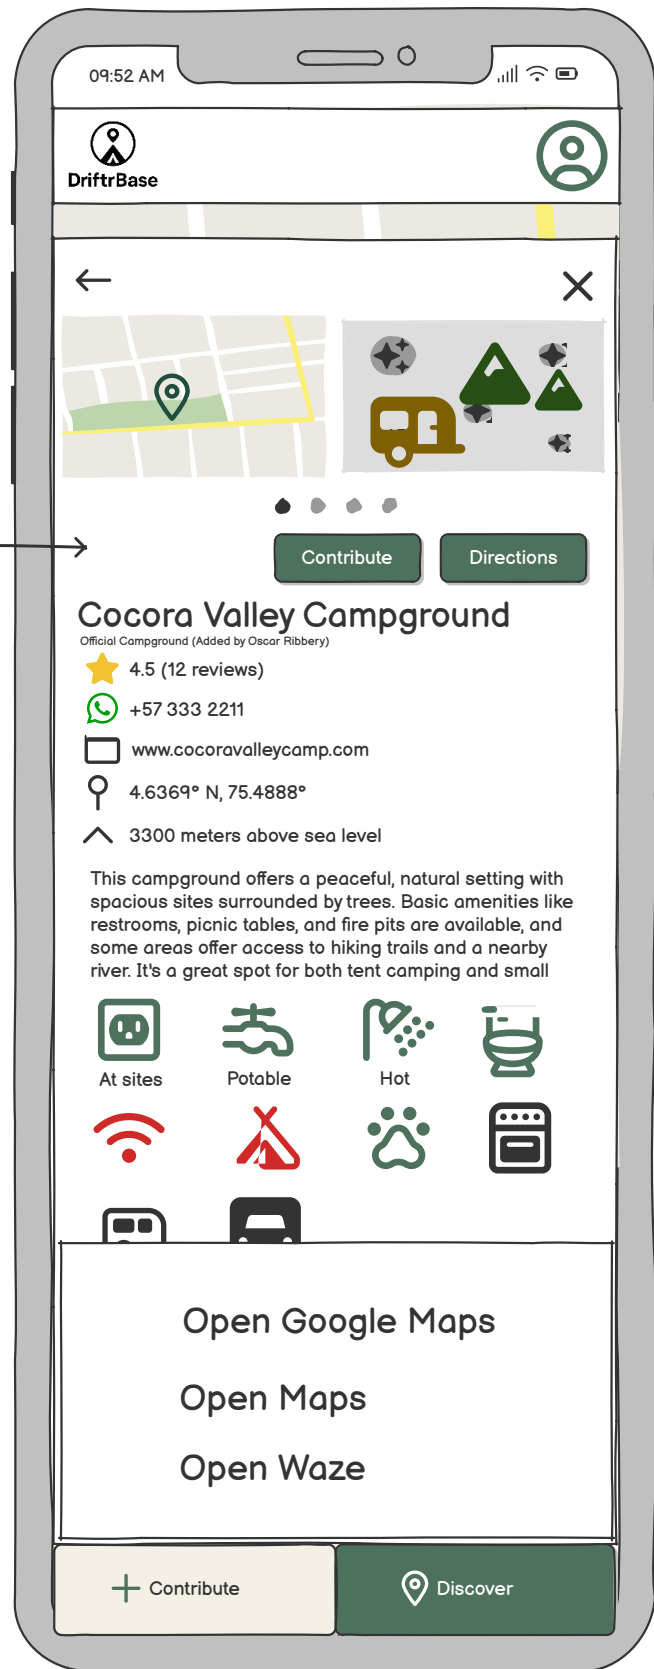 09:52 AM
DriftrBase
Contribute
Directions
Cocora Valley Campground
Official Campground (Added by Oscar Ribbery)
4.5 (12 reviews)
+57 333 2211
www.cocoravalleycamp.com
4.6369° N, 75.4888°
3300 meters above sea level
This campground offers a peaceful, natural setting with
spacious sites surrounded by trees. Basic amenities like
restrooms, picnic tables, and fire pits are available, and
some areas offer access to hiking trails and a nearby
river. It's a great spot for both tent camping and small
At sites
Potable
Hot
Open Google Maps
Open Maps
Open Waze
Contribute
Discover